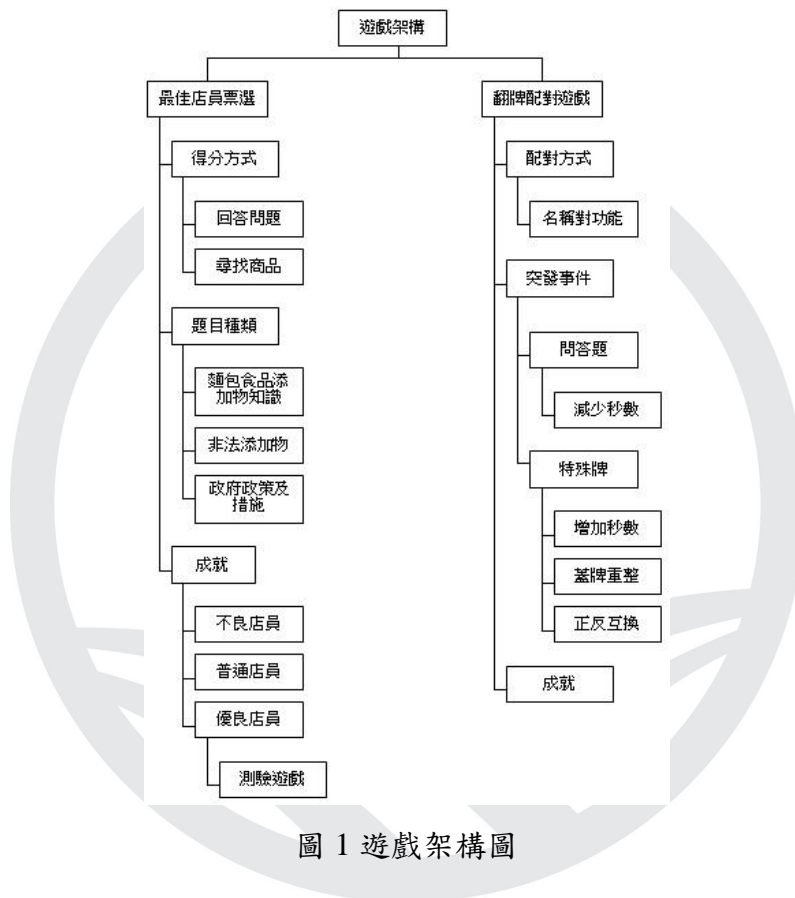 遊戲架構
最佳店員票選
得分方式
回答問題
尋找商品
題目種類
麵包食品添
加物知識
非法添加物
政府政策及
措施
成就
不良店員
普通店員
優良店員
測驗遊戲
翻牌配對遊戲
配對方式
名稱對功能
突發事件
問答題
減少秒數
特殊牌
增加秒數
蓋牌重整
正反互換
成就
圖 1 遊戲架構圖